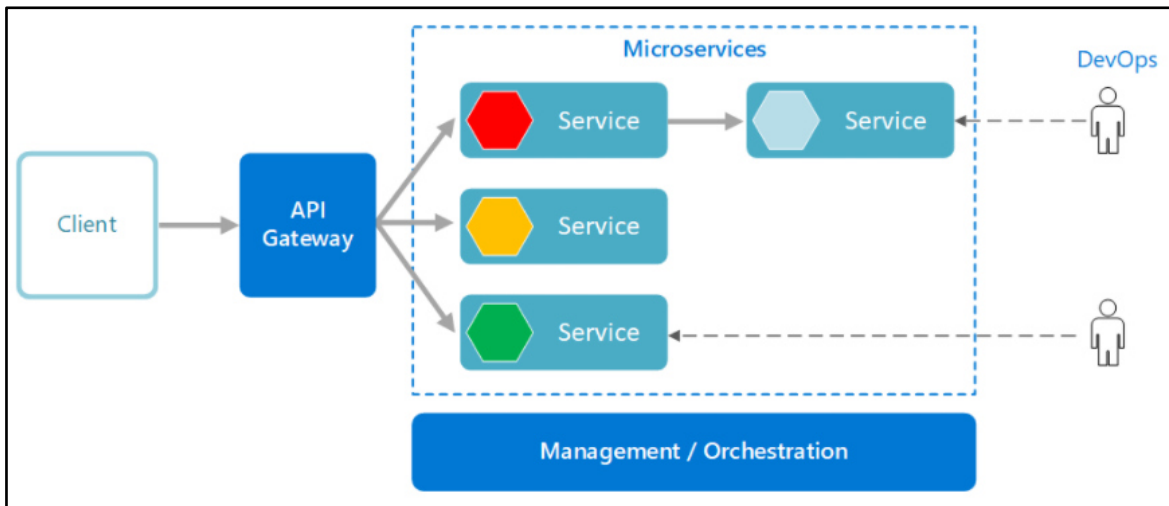 Microservices
DevOps
Service
Service
Client
API
Gateway
Service
Service
Management / Orchestration